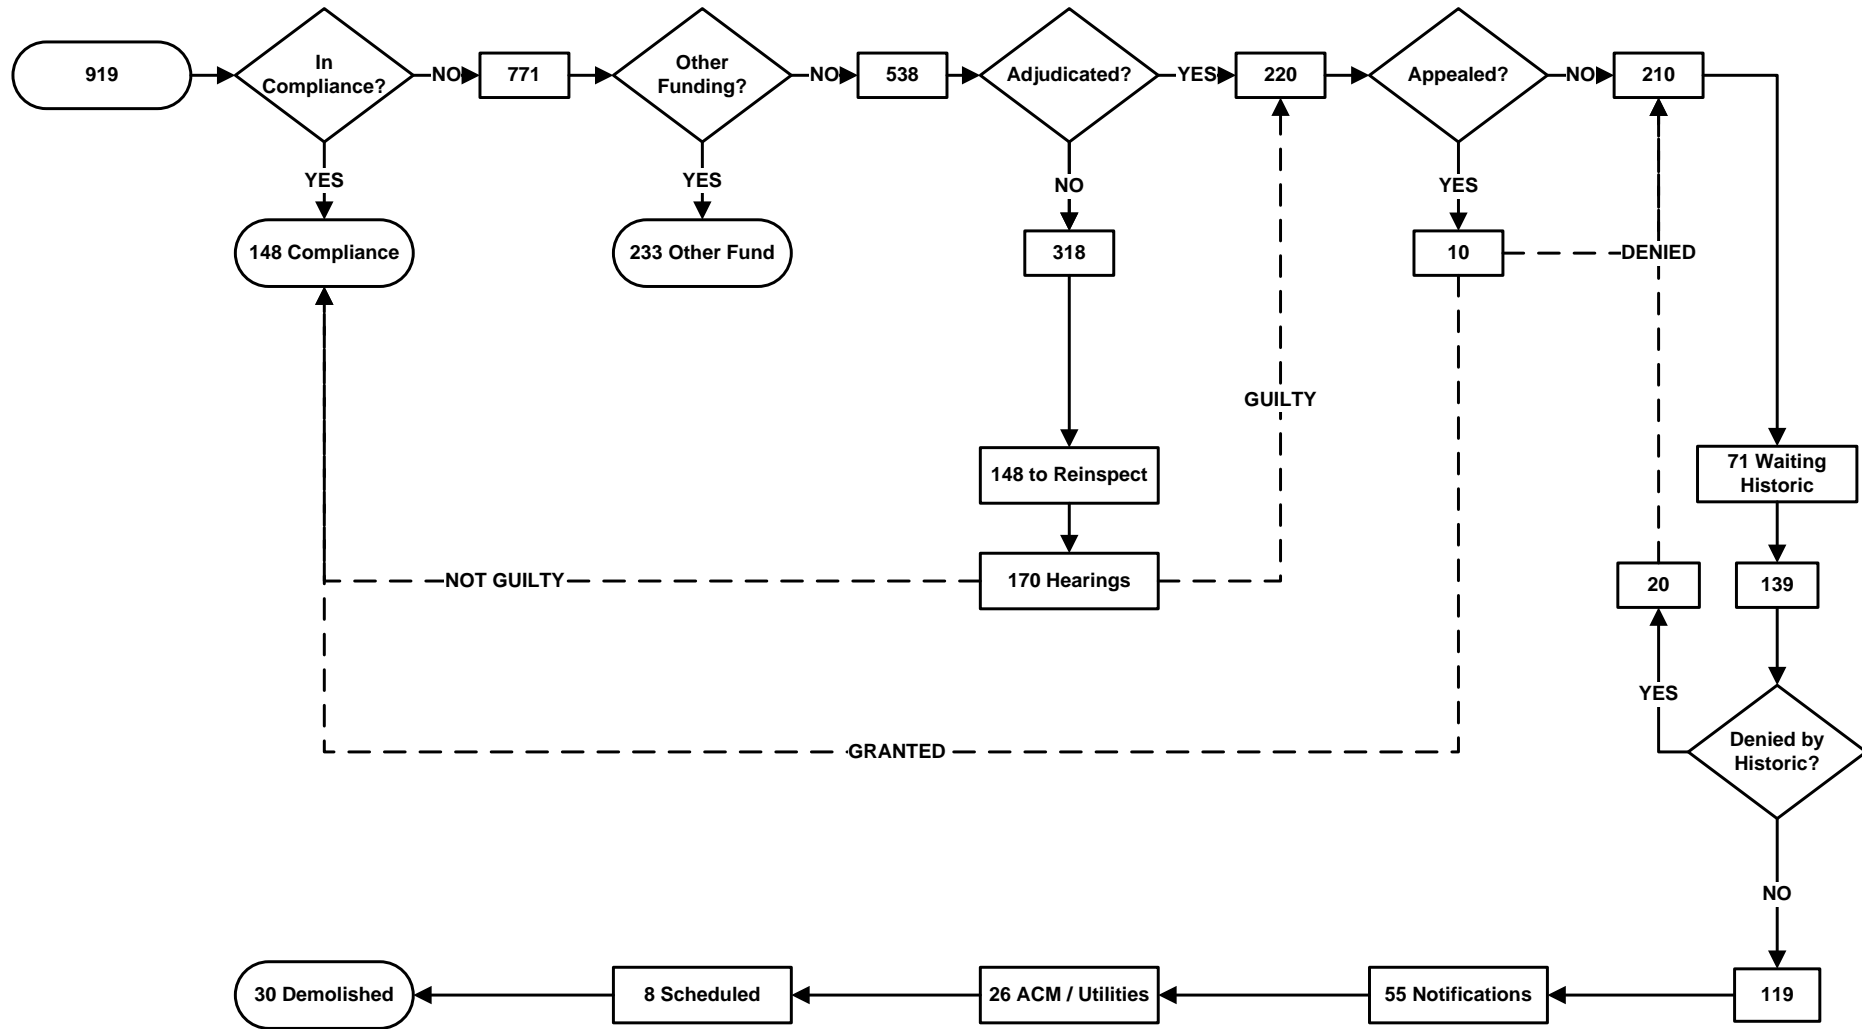 919
In
Compliance?
NO
771
Other
Funding?
NO
538
Adjudicated?
YES
220
Appealed?
NO
210
YES
YES
NO
YES
148 Compliance
233 Other Fund
318
10
DENIED
GUILTY
148 to Reinspect
71 Waiting
Historic
NOT GUILTY
170 Hearings
20
139
YES
GRANTED
Denied by
Historic?
NO
30 Demolished
8 Scheduled
26 ACM / Utilities
55 Notifications
119